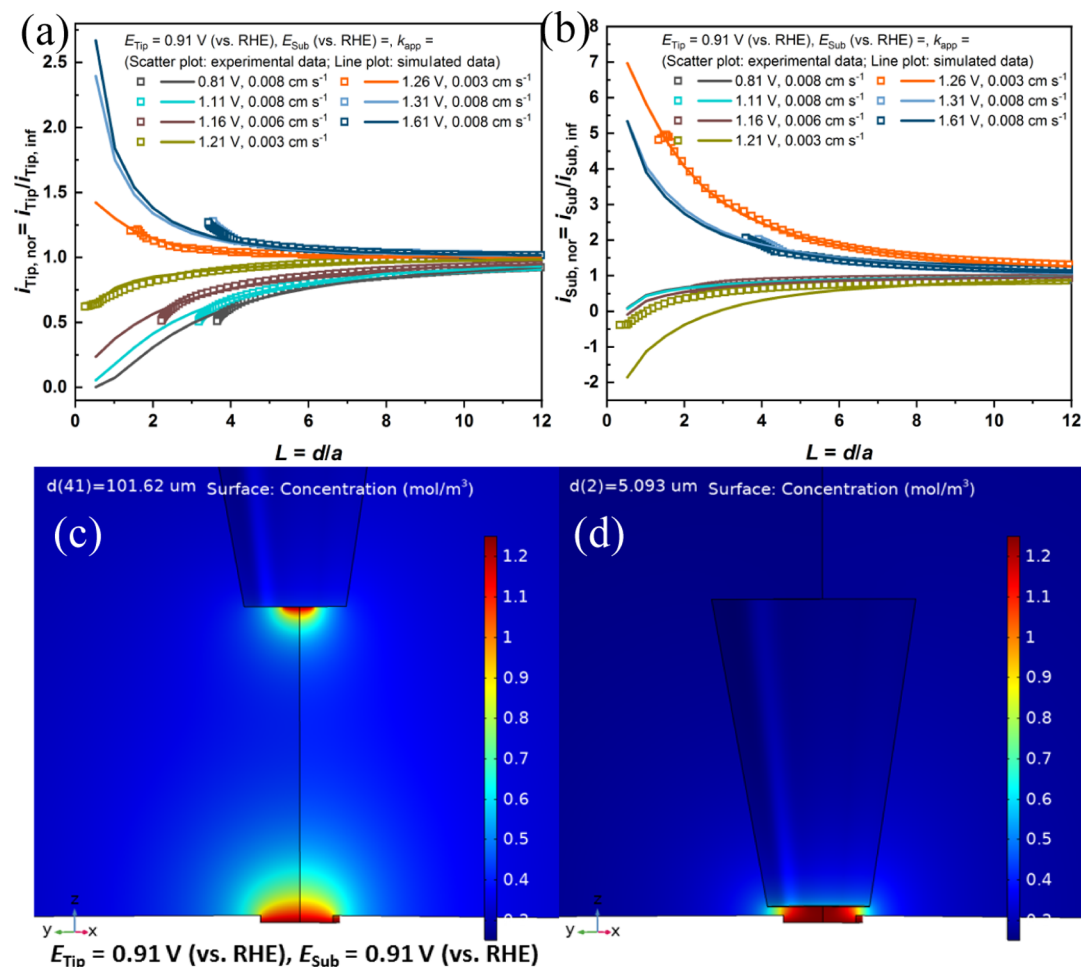 (a)
E_Tip = 0.91 V (vs. RHE), E_Sub (vs. RHE) =, k_app =
(Scatter plot: experimental data; Line plot: simulated data)
0.81 V, 0.008 cm s⁻¹
1.26 V, 0.003 cm s⁻¹
1.11 V, 0.008 cm s⁻¹
1.31 V, 0.008 cm s⁻¹
1.16 V, 0.006 cm s⁻¹
1.61 V, 0.008 cm s⁻¹
1.21 V, 0.003 cm s⁻¹
i_Tip, nor = i_Tip/i_Tip, inf
2.5
2.0
1.5
1.0
0.5
0.0
0 2 4 6 8 10 12
L = d/a
(b)
E_Tip = 0.91 V (vs. RHE), E_Sub (vs. RHE) =, k_app =
(Scatter plot: experimental data; Line plot: simulated data)
0.81 V, 0.008 cm s⁻¹
1.26 V, 0.003 cm s⁻¹
1.11 V, 0.008 cm s⁻¹
1.31 V, 0.008 cm s⁻¹
1.16 V, 0.006 cm s⁻¹
1.61 V, 0.008 cm s⁻¹
1.21 V, 0.003 cm s⁻¹
i_Sub, nor = i_Sub/i_Sub, inf
8
7
6
5
4
3
2
1
0
-1
-2
0 2 4 6 8 10 12
L = d/a
d(41)=101.62 um Surface: Concentration (mol/m³)
(c)
1.2
1.1
1
0.9
0.8
0.7
0.6
0.5
0.4
0.3
z
y
x
E_Tip = 0.91 V (vs. RHE), E_Sub = 0.91 V (vs. RHE)
d(2)=5.093 um Surface: Concentration (mol/m³)
(d)
1.2
1.1
1
0.9
0.8
0.7
0.6
0.5
0.4
0.3
z
y
x